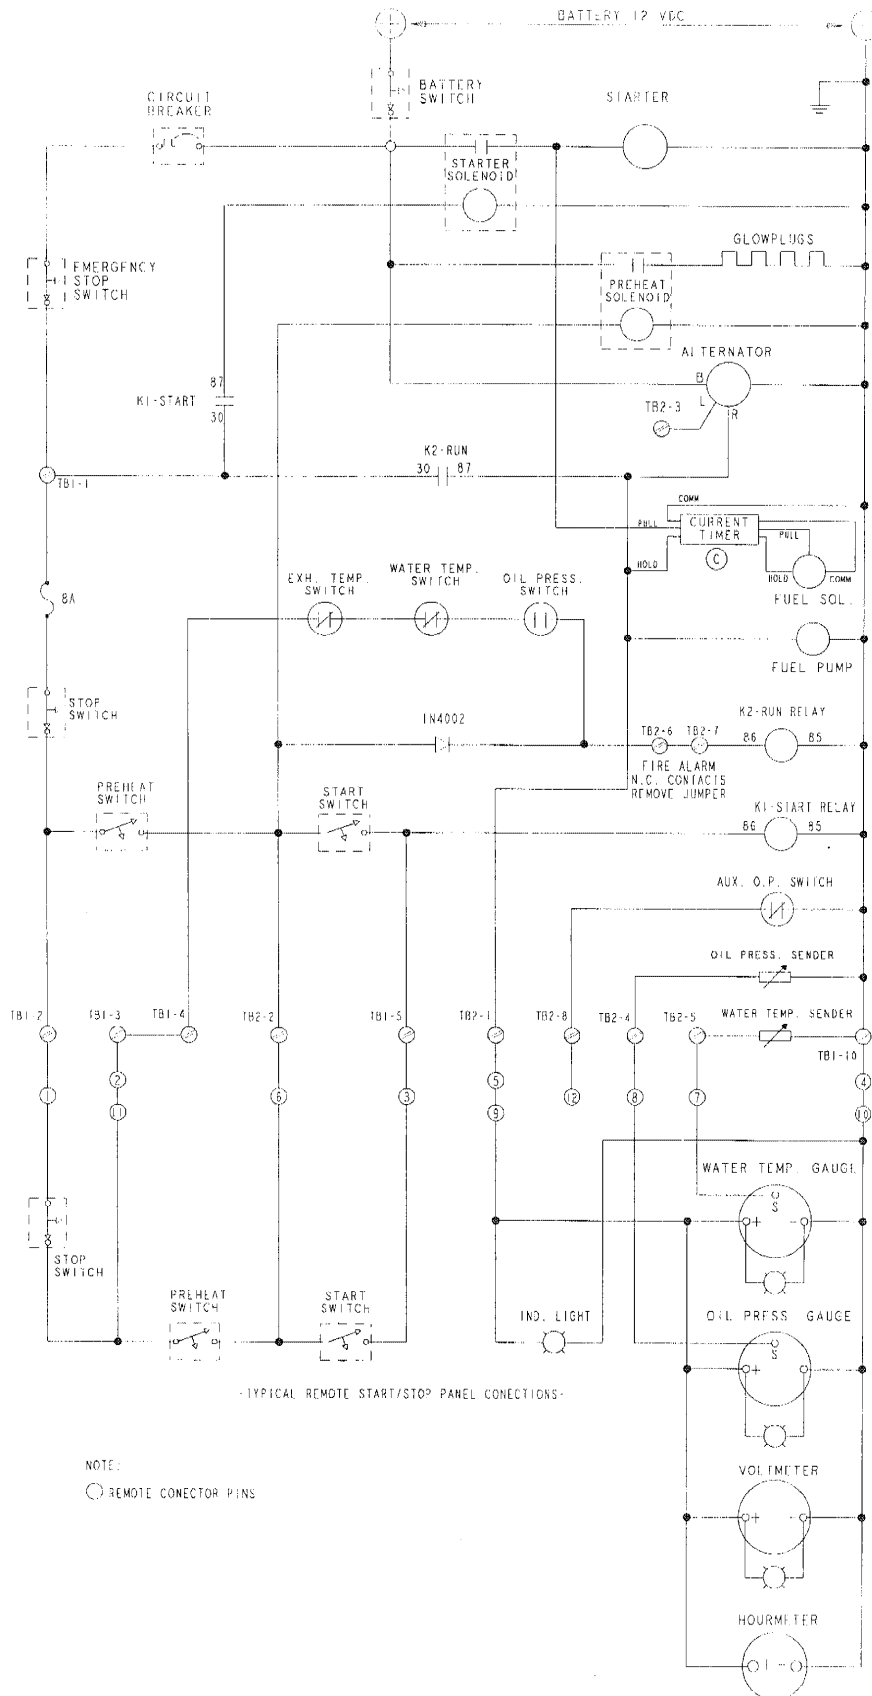 BATTERY 12 VDC
BATTERY
SWITCH
CIRCUIT
BREAKER
STARTER
STARTER
SOLENOID
GLOWPLUGS
EMERGENCY
STOP
SWITCH
PREHEAT
SOLENOID
ALTERNATOR
B
L
R
TB2-3
87
K1-START
30
K2-RUN
30 87
TB1-1
COMM
PULL
CURRENT
TIMER
PULL
HOLD
C
HOLD
COMM
FUEL SOL.
8A
EXH. TEMP.
SWITCH
WATER TEMP.
SWITCH
OIL PRESS.
SWITCH
FUEL PUMP
STOP
SWITCH
1N4002
TB2-6 TB2-7
K2-RUN RELAY
86 85
FIRE ALARM
N.C. CONTACTS
REMOVE JUMPER
PREHEAT
SWITCH
START
SWITCH
K1-START RELAY
86 85
AUX. O.P. SWITCH
OIL PRESS. SENDER
TB1-2
TB1-3
TB1-4
TB2-2
TB1-5
TB2-1
TB2-8
TB2-4
TB2-5
WATER TEMP. SENDER
TB1-10
1
2
11
6
3
5
9
12
8
7
4
10
WATER TEMP. GAUGE
S
+ -
STOP
SWITCH
PREHEAT
SWITCH
START
SWITCH
IND. LIGHT
OIL PRESS GAUGE
S
+ -
-TYPICAL REMOTE START/STOP PANEL CONECTIONS-
NOTE:
REMOTE CONECTOR PINS
VOLTMETER
+ -
HOURMETER